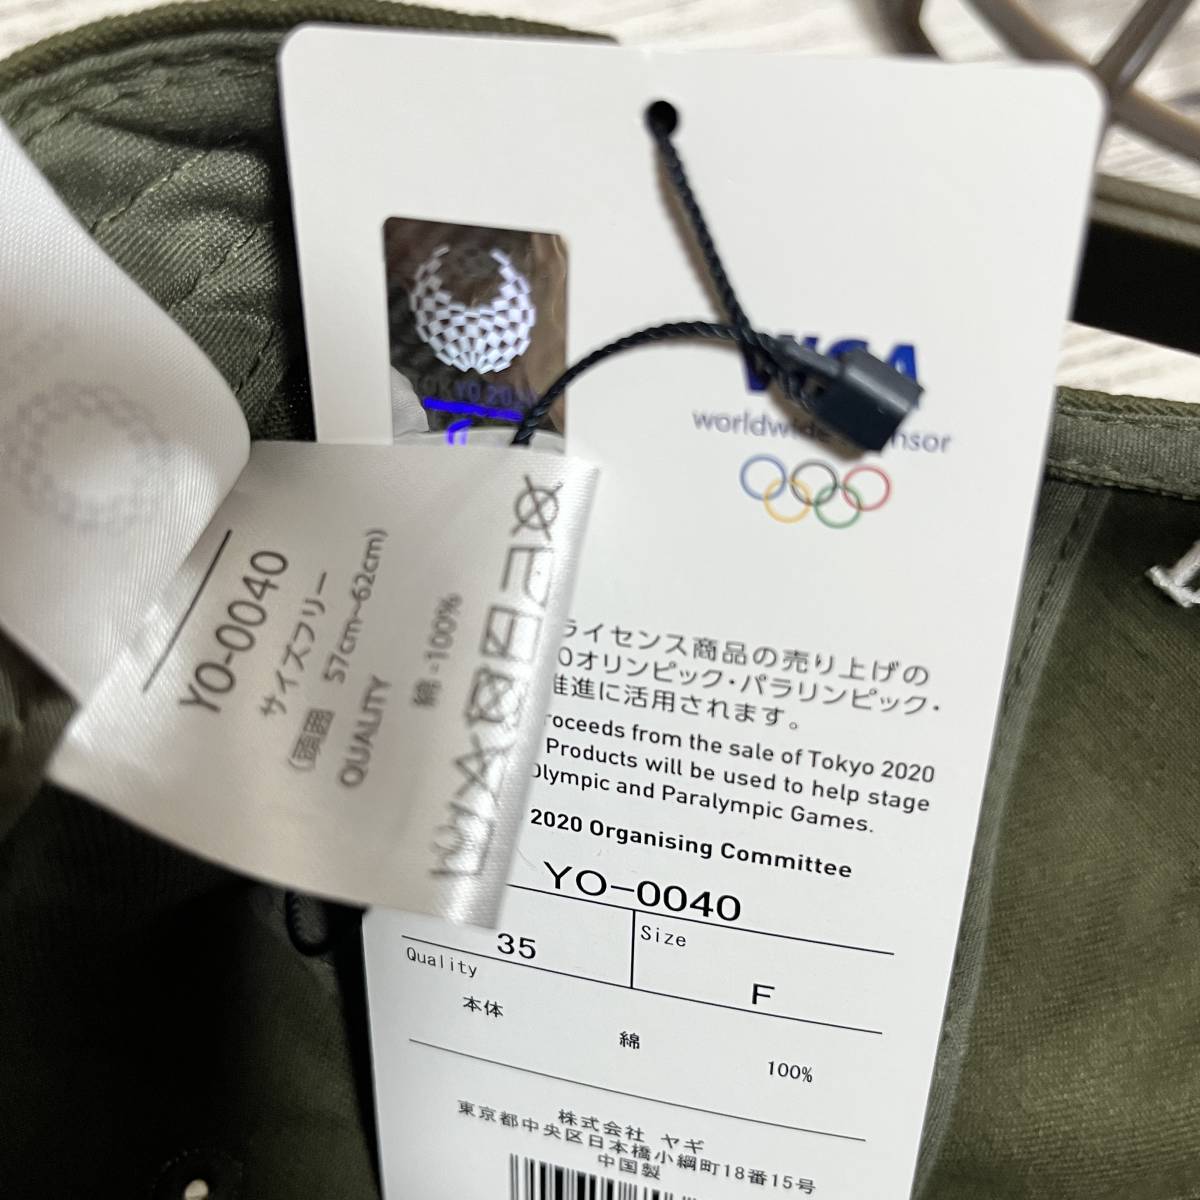 TOKYO 2020
worldwide sponsor
ライセンス商品の売り上げの
0オリンピック・パラリンピック・
推進に活用されます。
roceeds from the sale of Tokyo 2020
Products will be used to help stage
Olympic and Paralympic Games.
2020 Organising Committee
YO-0040
35
Size
F
Quality
本体
綿
100%
株式会社 ヤギ
東京都中央区日本橋小網町18番15号
中国製
YO-0040
サイズフリー
(頭囲 57cm~62cm)
QUALITY
綿-100%